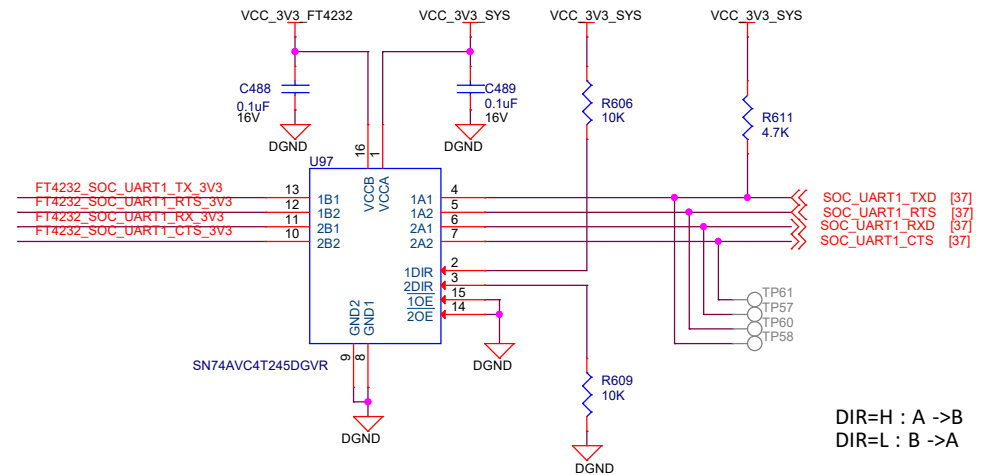 VCC_3V3_FT4232
VCC_3V3_SYS
VCC_3V3_SYS
VCC_3V3_SYS
C488
0.1uF
16V
DGND
C489
0.1uF
16V
DGND
R606
10K
R611
4.7K
16
1
U97
VCCB
VCCA
FT4232_SOC_UART1_TX_3V3
13
1B1
1A1
4
SOC_UART1_TXD [37]
FT4232_SOC_UART1_RTS_3V3
12
1B2
1A2
5
SOC_UART1_RTS [37]
FT4232_SOC_UART1_RX_3V3
11
2B1
2A1
6
SOC_UART1_RXD [37]
FT4232_SOC_UART1_CTS_3V3
10
2B2
2A2
7
SOC_UART1_CTS [37]
1DIR
2
2DIR
3
1OE
15
2OE
14
TP61
TP57
TP60
TP58
GND2
GND1
9
8
SN74AVC4T245DGVR
DGND
DGND
R609
10K
DGND
DIR=H : A ->B
DIR=L : B ->A